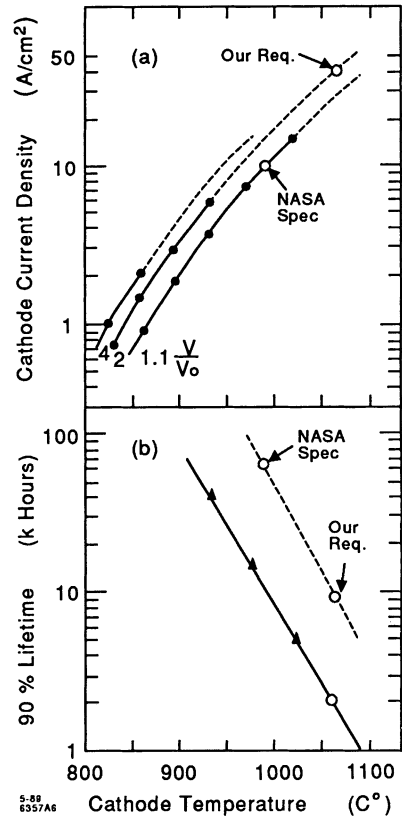 (a)
Our Req.
NASA
Spec
50
10
1
4 2 1.1 V/Vo
Cathode Current Density (A/cm²)
(b)
NASA
Spec
Our
Req.
100
10
1
90 % Lifetime (k Hours)
800 900 1000 1100
Cathode Temperature (C°)
5-89
6357A6